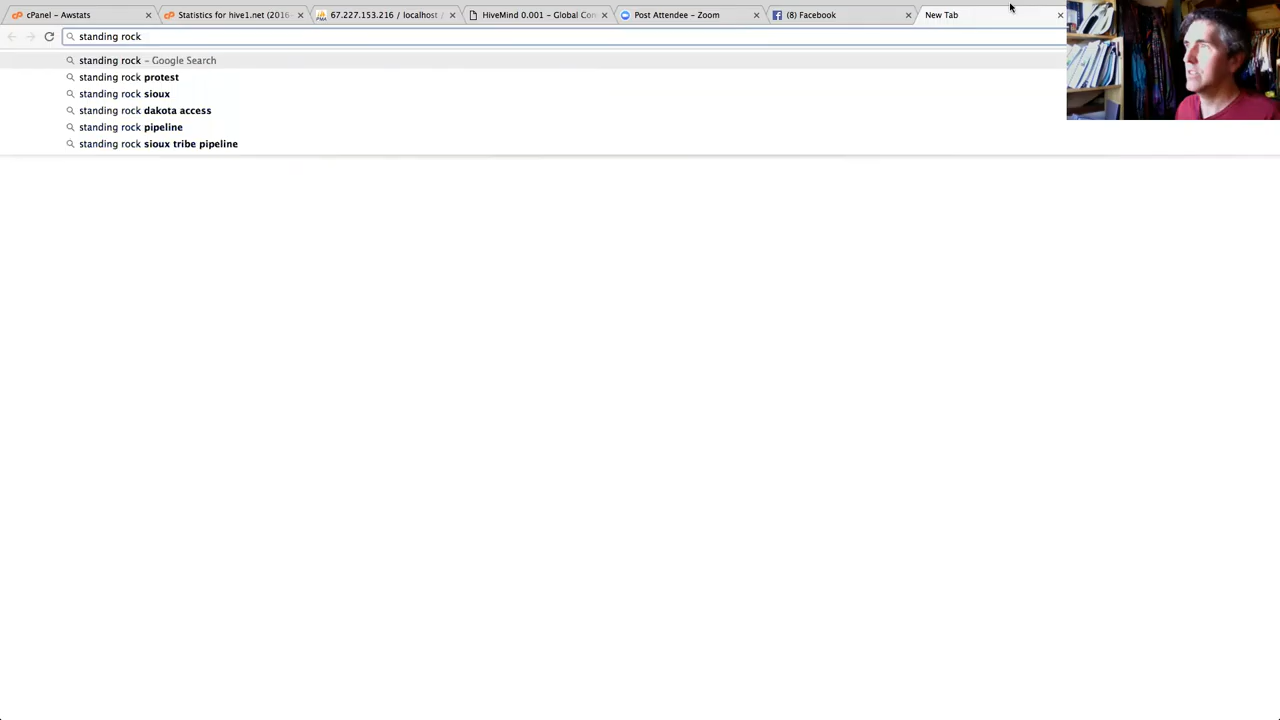 cPanel – Awstats
Statistics for hive1.net (2016-
67.227.153.216 / localhost /
HiveMind 0.001 – Global Con
Post Attendee – Zoom
(8) Facebook
New Tab
standing rock
standing rock – Google Search
standing rock protest
standing rock sioux
standing rock dakota access
standing rock pipeline
standing rock sioux tribe pipeline